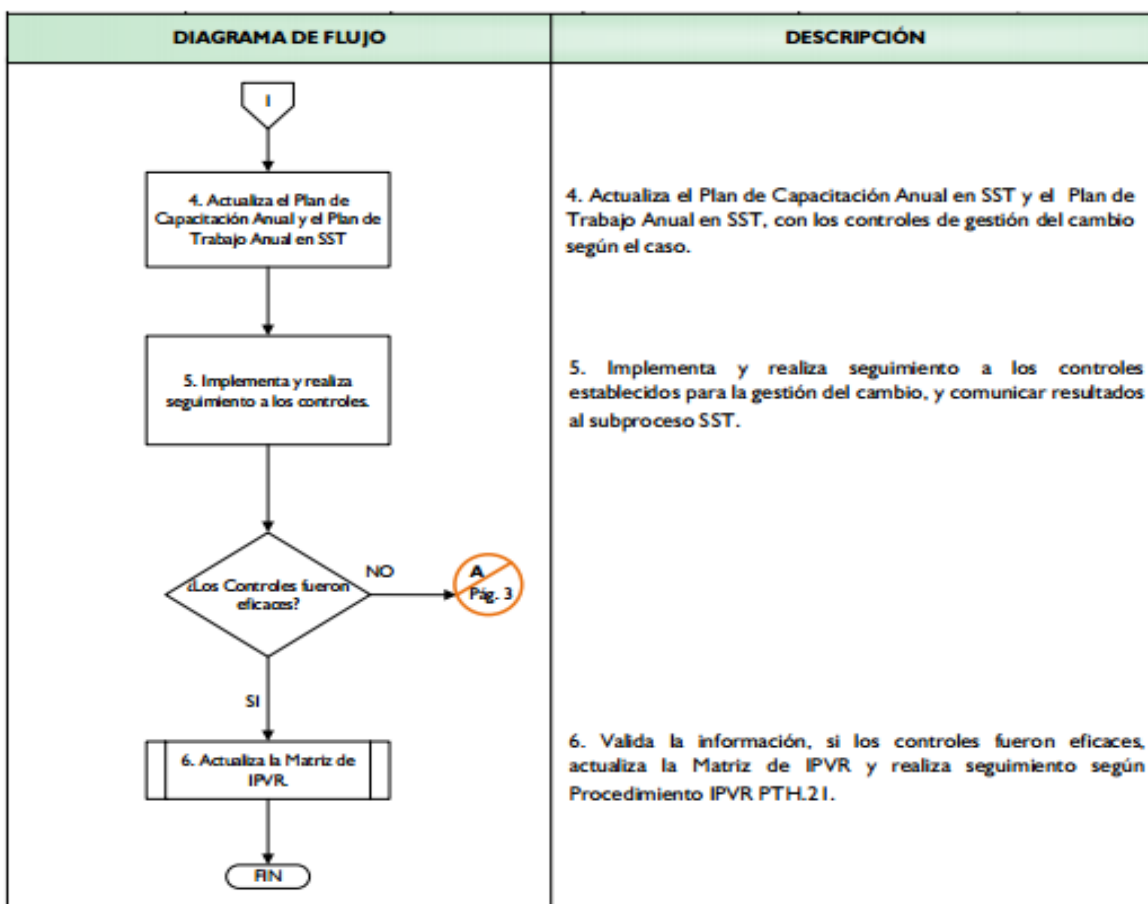 DIAGRAMA DE FLUJO
DESCRIPCIÓN
I
4. Actualiza el Plan de
Capacitación Anual y el Plan de
Trabajo Anual en SST
4. Actualiza el Plan de Capacitación Anual en SST y el Plan de
Trabajo Anual en SST, con los controles de gestión del cambio
según el caso.
5. Implementa y realiza
seguimiento a los controles.
5. Implementa y realiza seguimiento a los controles
establecidos para la gestión del cambio, y comunicar resultados
al subproceso SST.
¿Los Controles fueron
eficaces?
NO
A
Pág. 3
SI
6. Actualiza la Matriz de
IPVR.
6. Valida la información, si los controles fueron eficaces,
actualiza la Matriz de IPVR y realiza seguimiento según
Procedimiento IPVR PTH.21.
FIN